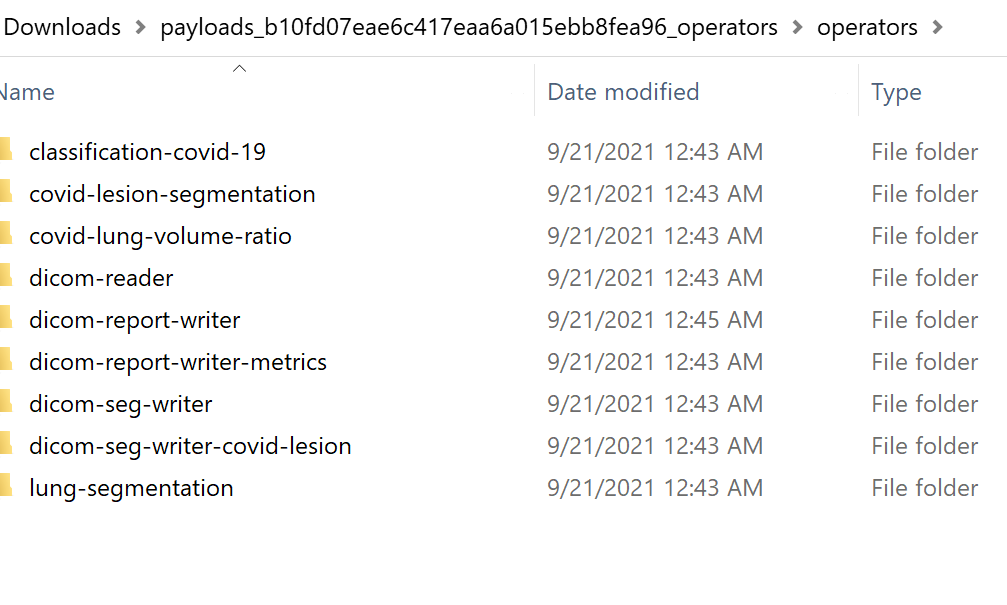 Downloads > payloads_b10fd07eae6c417eaa6a015ebb8fea96_operators > operators >
Name Date modified Type
classification-covid-19 9/21/2021 12:43 AM File folder
covid-lesion-segmentation 9/21/2021 12:43 AM File folder
covid-lung-volume-ratio 9/21/2021 12:43 AM File folder
dicom-reader 9/21/2021 12:43 AM File folder
dicom-report-writer 9/21/2021 12:45 AM File folder
dicom-report-writer-metrics 9/21/2021 12:43 AM File folder
dicom-seg-writer 9/21/2021 12:43 AM File folder
dicom-seg-writer-covid-lesion 9/21/2021 12:43 AM File folder
lung-segmentation 9/21/2021 12:43 AM File folder